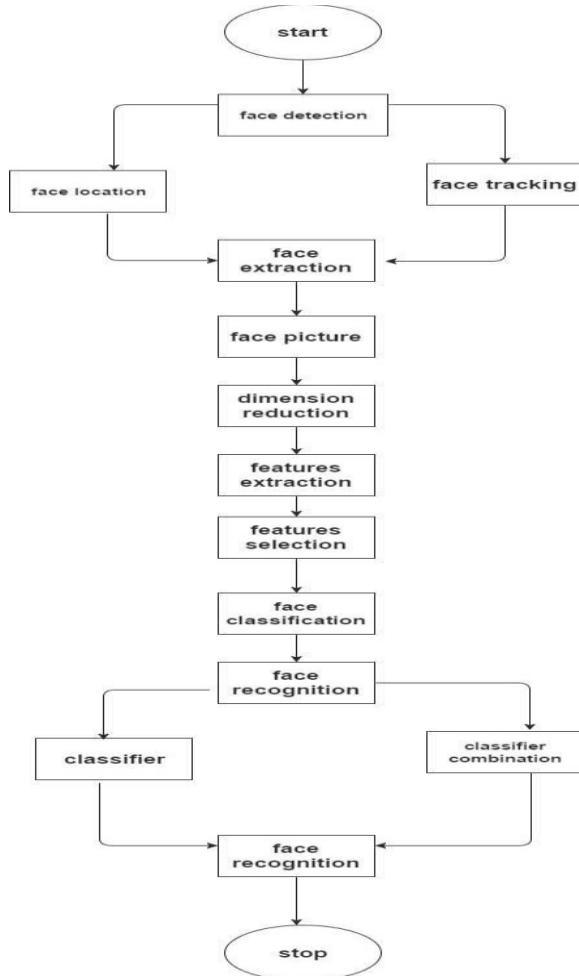 start
face detection
face location
face tracking
face
extraction
face picture
dimension
reduction
features
extraction
features
selection
face
classification
face
recognition
classifier
classifier
combination
face
recognition
stop